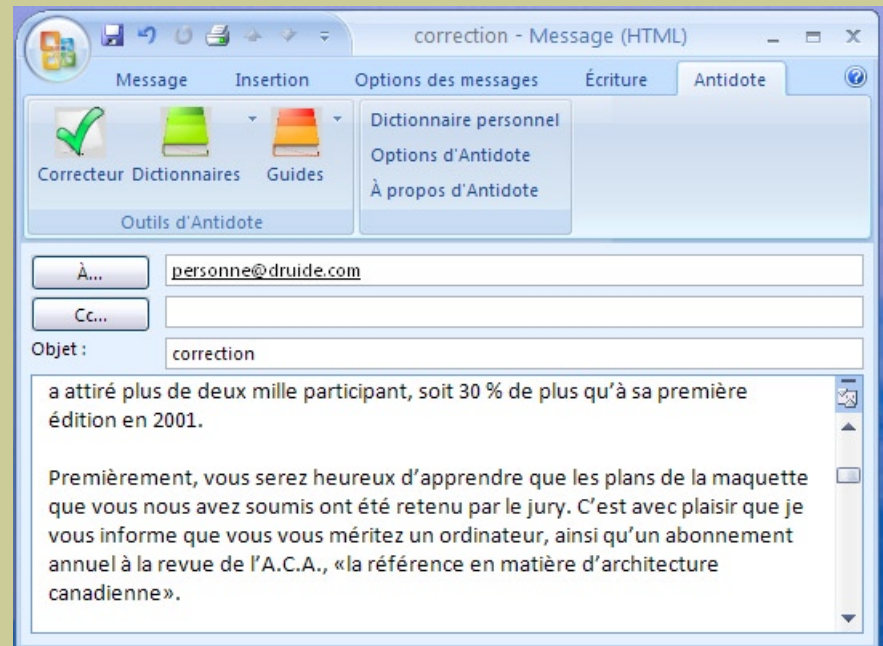 correction - Message (HTML)
Message Insertion Options des messages Écriture Antidote
Correcteur Dictionnaires Guides
Outils d'Antidote
Dictionnaire personnel
Options d'Antidote
À propos d'Antidote
À... personne@druide.com
Cc...
Objet : correction
a attiré plus de deux mille participant, soit 30 % de plus qu'à sa première
édition en 2001.
Premièrement, vous serez heureux d'apprendre que les plans de la maquette
que vous nous avez soumis ont été retenu par le jury. C'est avec plaisir que je
vous informe que vous vous méritez un ordinateur, ainsi qu'un abonnement
annuel à la revue de l'A.C.A., «la référence en matière d'architecture
canadienne».